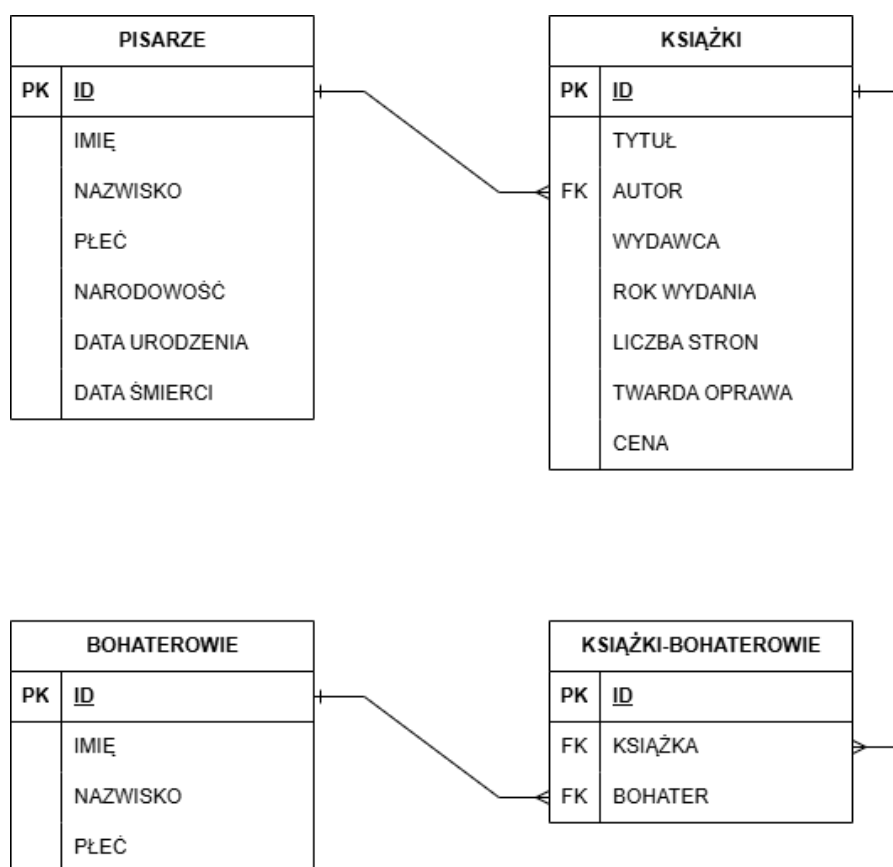 PISARZE
PK ID
IMIĘ
NAZWISKO
PŁEĆ
NARODOWOŚĆ
DATA URODZENIA
DATA ŚMIERCI
KSIĄŻKI
PK ID
TYTUŁ
FK AUTOR
WYDAWCA
ROK WYDANIA
LICZBA STRON
TWARDA OPRAWA
CENA
BOHATEROWIE
PK ID
IMIĘ
NAZWISKO
PŁEĆ
KSIĄŻKI-BOHATEROWIE
PK ID
FK KSIĄŻKA
FK BOHATER